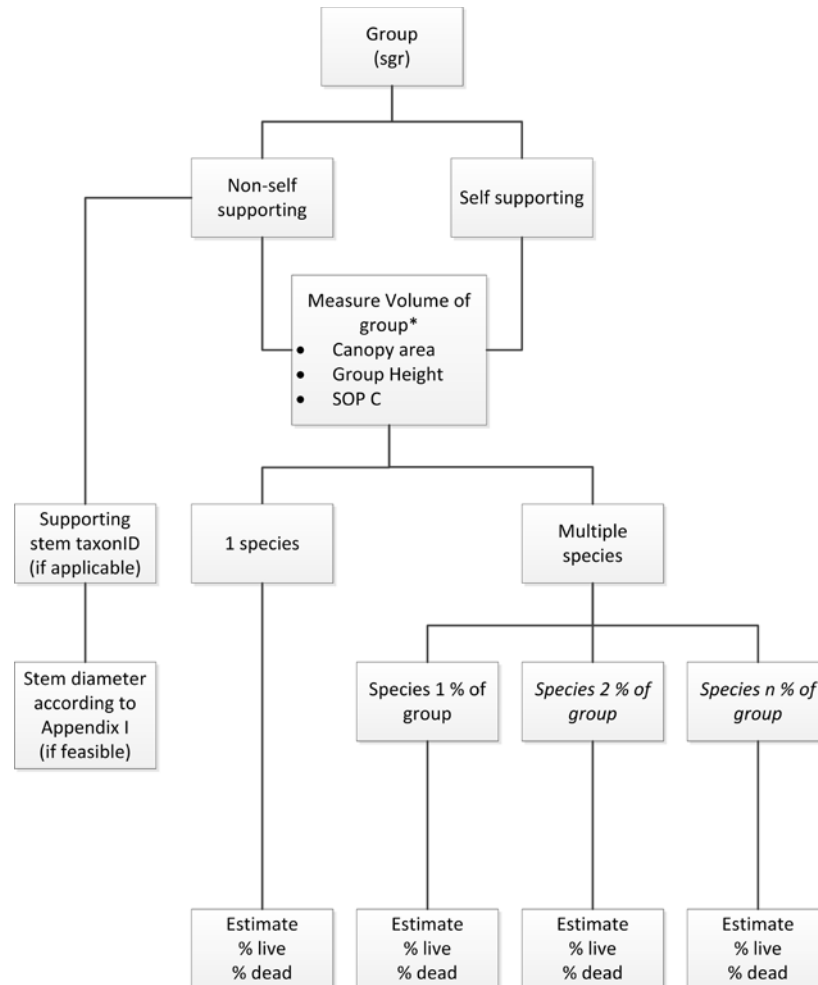 Group
(sgr)
Non-self
supporting
Self supporting
Measure Volume of
group*
• Canopy area
• Group Height
• SOP C
Supporting
stem taxonID
(if applicable)
1 species
Multiple
species
Stem diameter
according to
Appendix I
(if feasible)
Species 1 % of
group
Species 2 % of
group
Species n % of
group
Estimate
% live
% dead
Estimate
% live
% dead
Estimate
% live
% dead
Estimate
% live
% dead